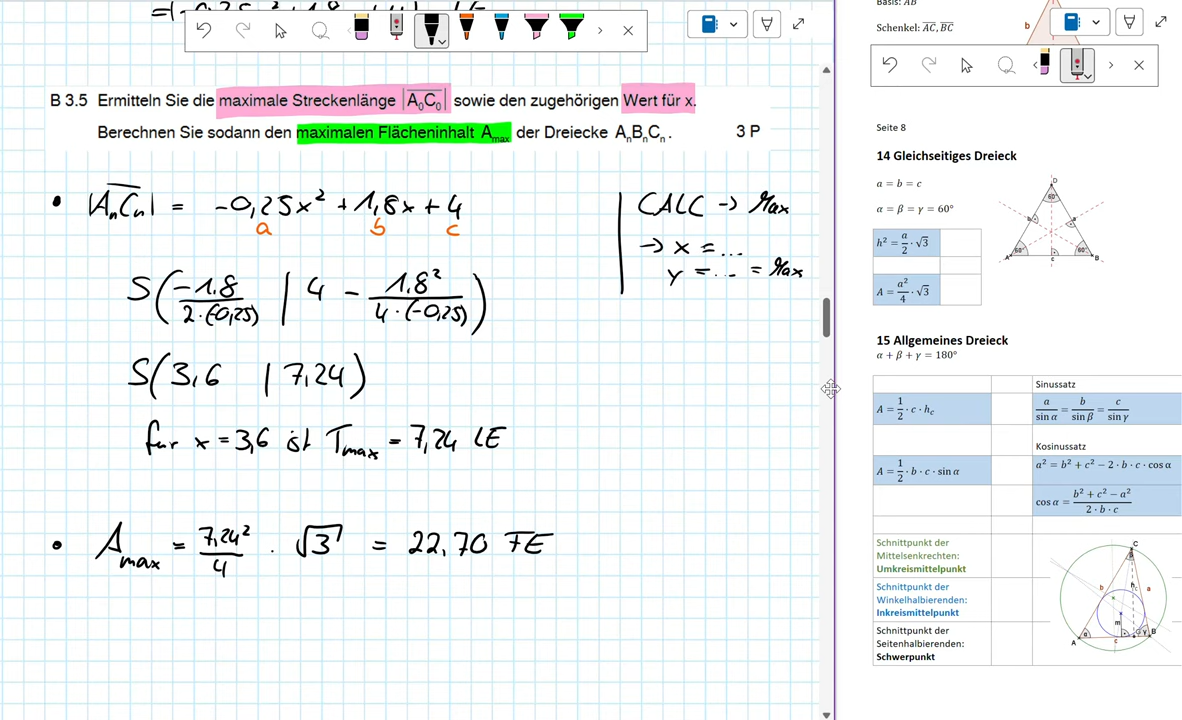 B 3.5 Ermitteln Sie die maximale Streckenlänge |A₀C₀| sowie den zugehörigen Wert für x.
Berechnen Sie sodann den maximalen Flächeninhalt Amax der Dreiecke AₙBₙCₙ. 3 P
• |AₙCₙ| = -0,25x² + 1,8x + 4
a b c
S(-1,8 / 2·(-0,25) | 4 - 1,8² / 4·(-0,25))
S(3,6 | 7,24)
für x = 3,6 ist Tmax = 7,24 LE
• Amax = 7,24²/4 · √3 = 22,70 FE
CALC → Max
→ x = ...
y = ... = Max
Basis: AB
Schenkel: AC, BC
b
Seite 8
14 Gleichseitiges Dreieck
a = b = c
α = β = γ = 60°
h² = a/2 · √3
A = a²/4 · √3
D
60°
b a
60° 60°
A c B
15 Allgemeines Dreieck
α + β + γ = 180°
Sinussatz
A = 1/2 · c · h_c
a/sin α = b/sin β = c/sin γ
Kosinussatz
A = 1/2 · b · c · sin α
a² = b² + c² − 2 · b · c · cos α
cos α = (b² + c² − a²)/(2 · b · c)
Schnittpunkt der
Mittelsenkrechten:
Umkreismittelpunkt
Schnittpunkt der
Winkelhalbierenden:
Inkreismittelpunkt
Schnittpunkt der
Seitenhalbierenden:
Schwerpunkt
C
b a
m
A c B